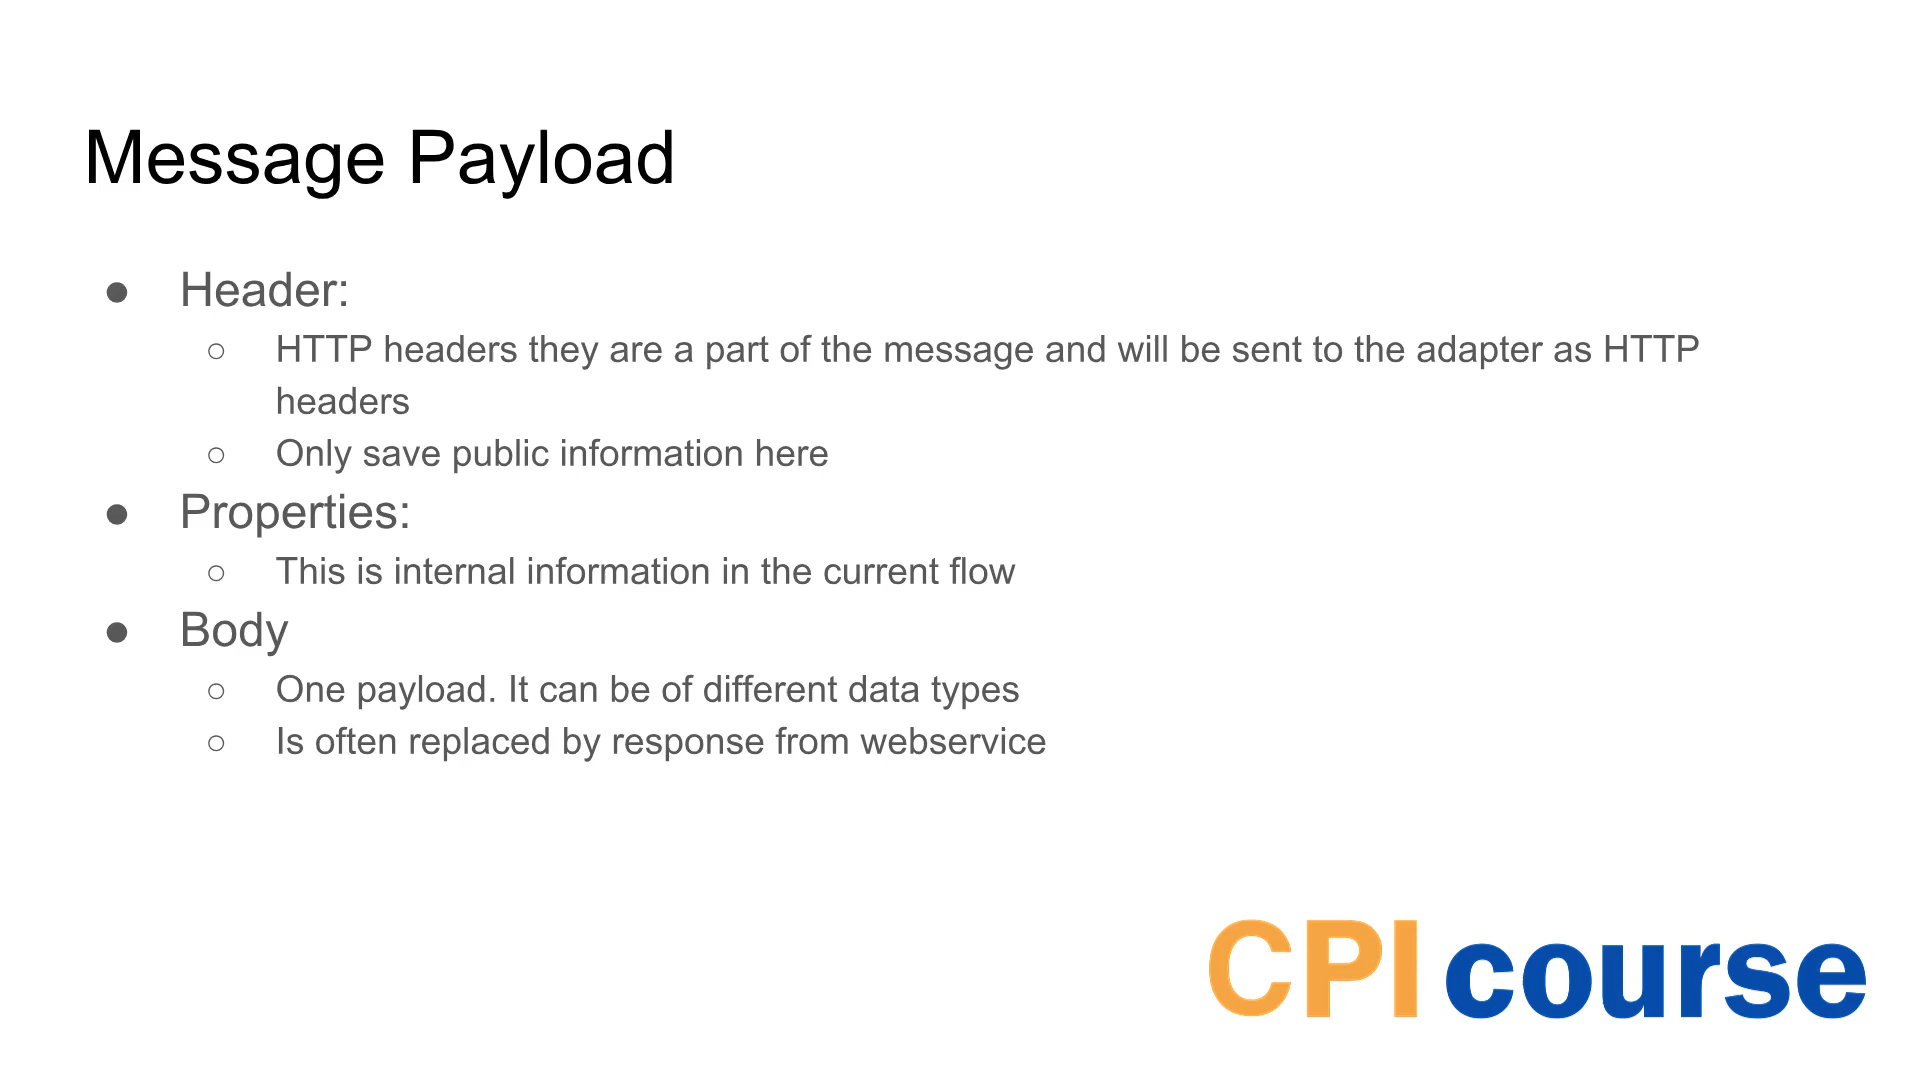 Message Payload
● Header:
○ HTTP headers they are a part of the message and will be sent to the adapter as HTTP
headers
○ Only save public information here
● Properties:
○ This is internal information in the current flow
● Body
○ One payload. It can be of different data types
○ Is often replaced by response from webservice
CPI course